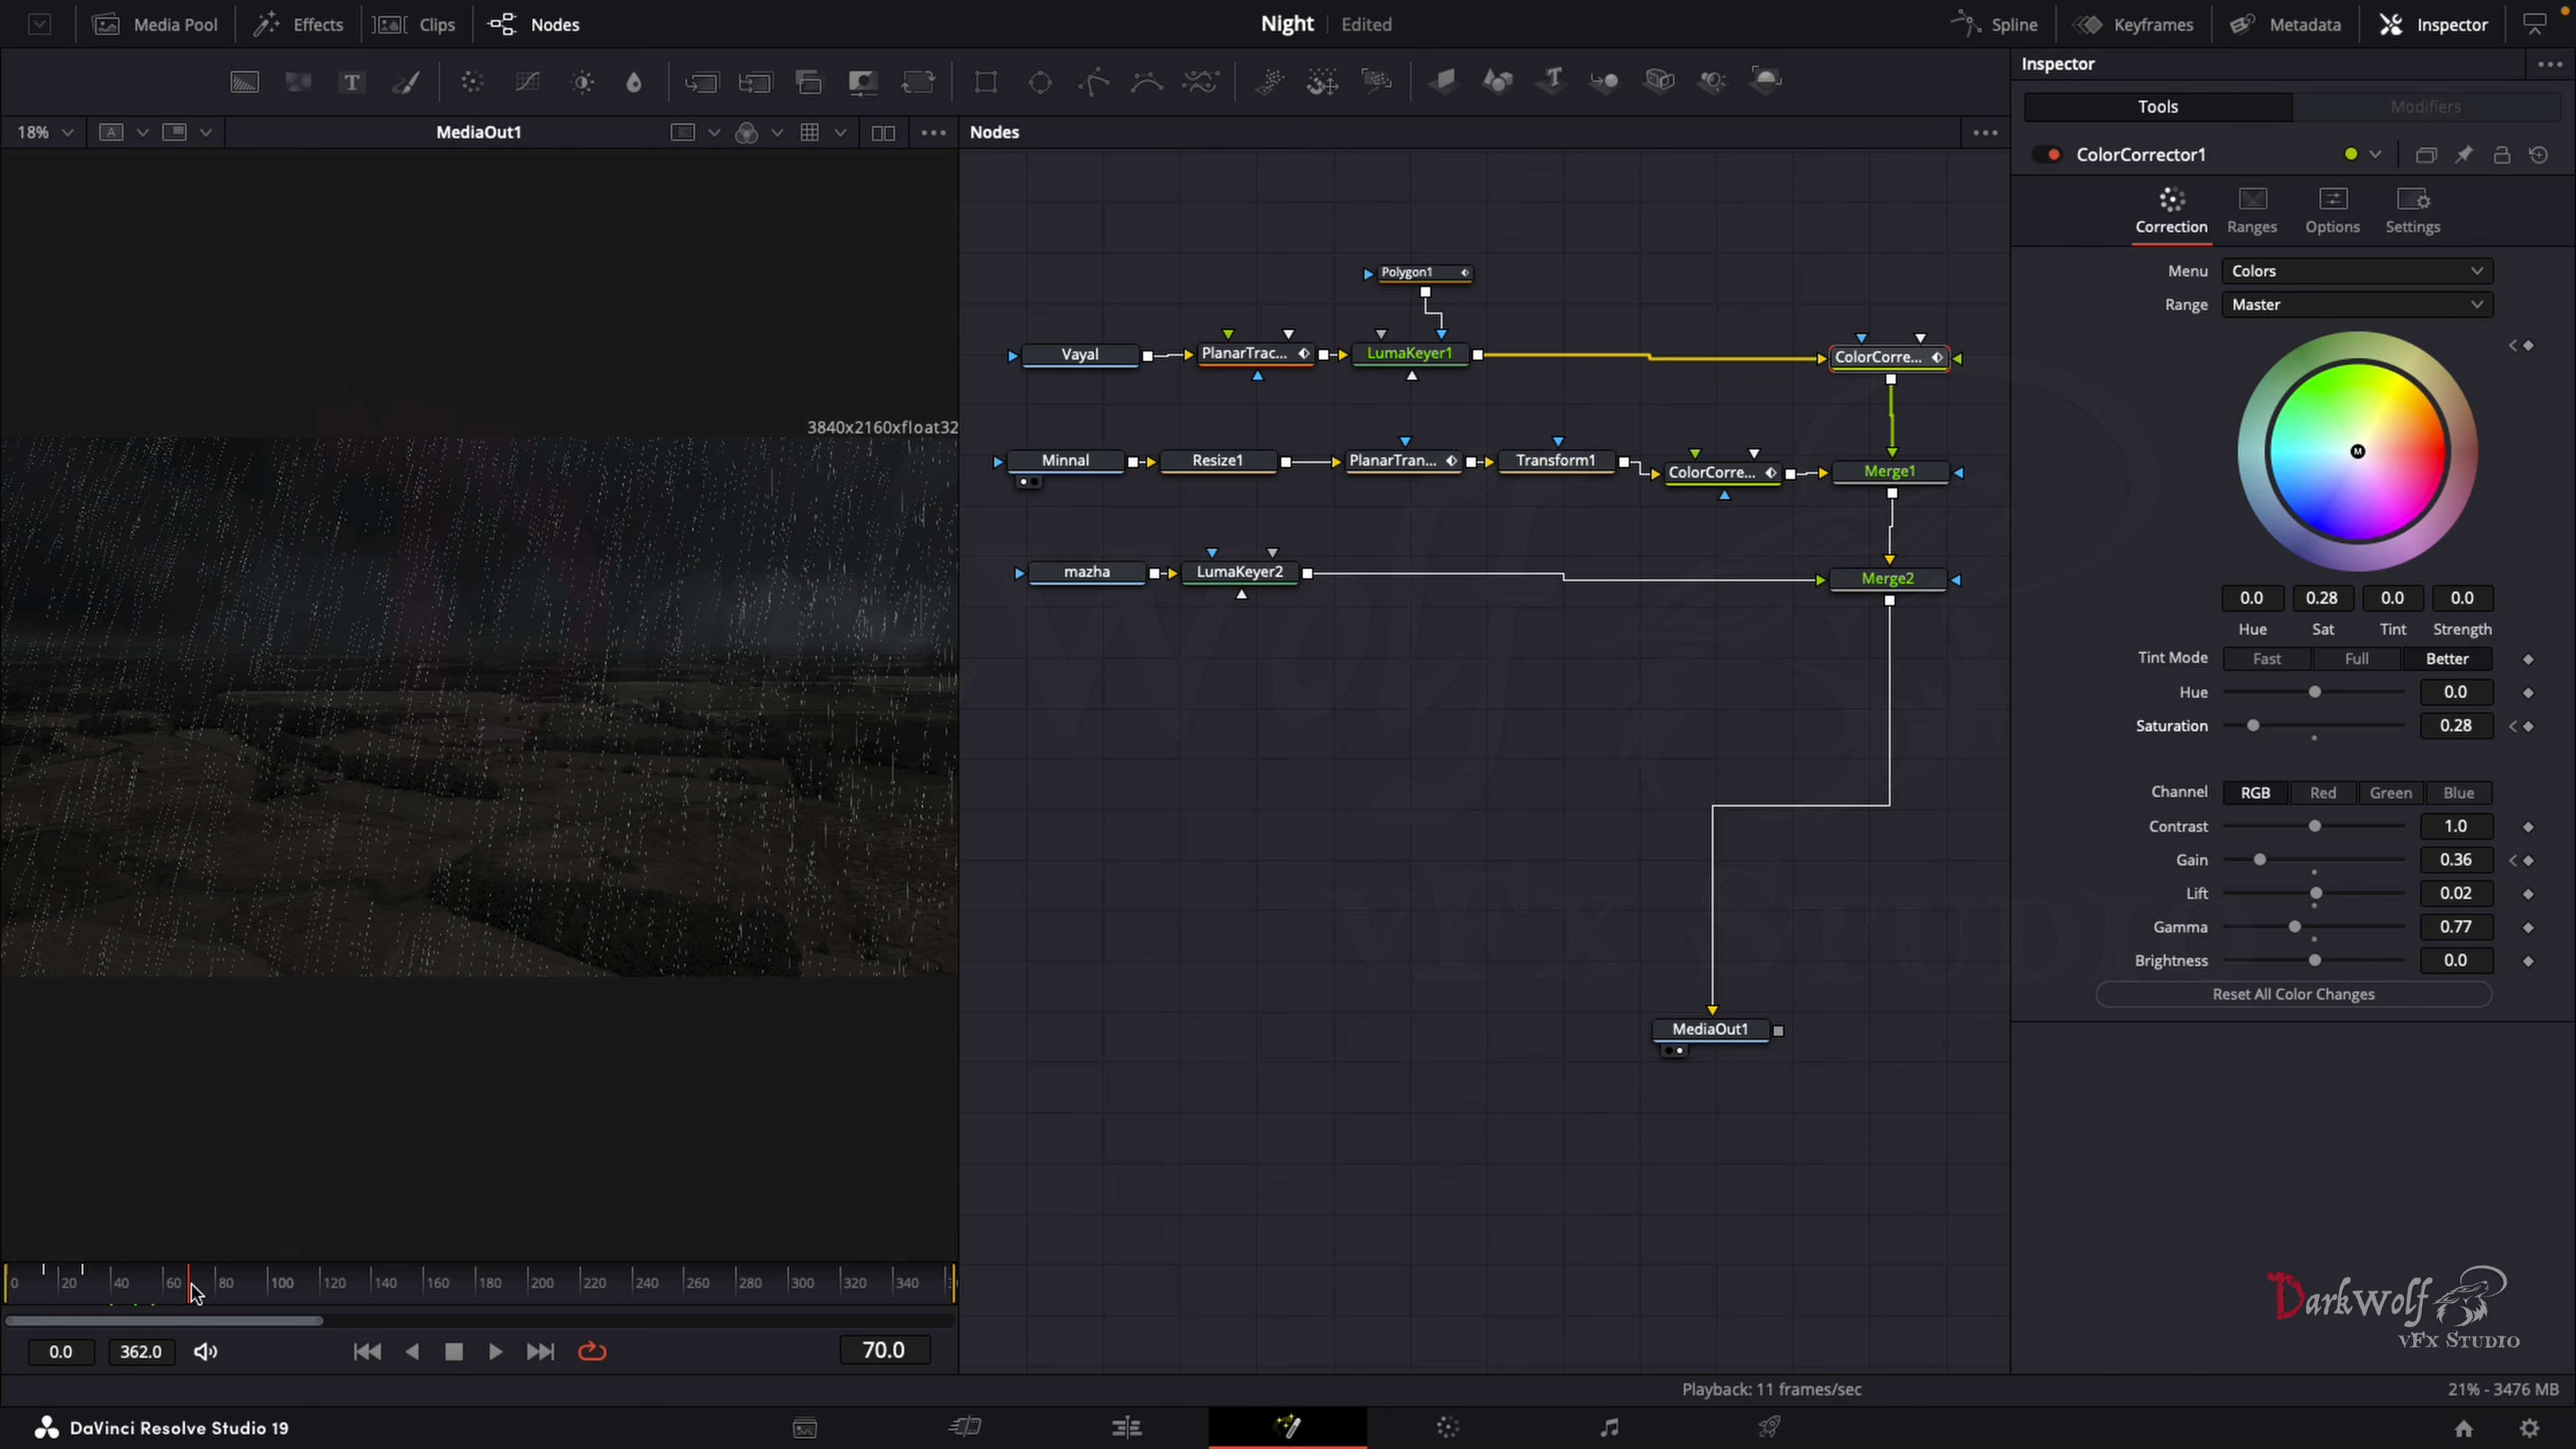 Media Pool Effects Clips Nodes Night Edited Spline Keyframes Metadata Inspector
T T
18% A MediaOut1 Nodes
Inspector
Tools Modifiers
ColorCorrector1
Correction Ranges Options Settings
Menu Colors
Range Master
M
0.0 0.28 0.0 0.0
Hue Sat Tint Strength
Tint Mode Fast Full Better
Hue 0.0
Saturation 0.28
Channel RGB Red Green Blue
Contrast 1.0
Gain 0.36
Lift 0.02
Gamma 0.77
Brightness 0.0
Reset All Color Changes
3840x2160xfloat32
Polygon1
Vayal PlanarTrac... LumaKeyer1 ColorCorre...
Minnal Resize1 PlanarTran... Transform1 ColorCorre... Merge1
mazha LumaKeyer2 Merge2
MediaOut1
Wolf
VFX STUDIO
0 20 40 60 80 100 120 140 160 180 200 220 240 260 280 300 320 340
0.0 362.0 70.0
DarkWolf
VFX STUDIO
Playback: 11 frames/sec 21% - 3476 MB
DaVinci Resolve Studio 19